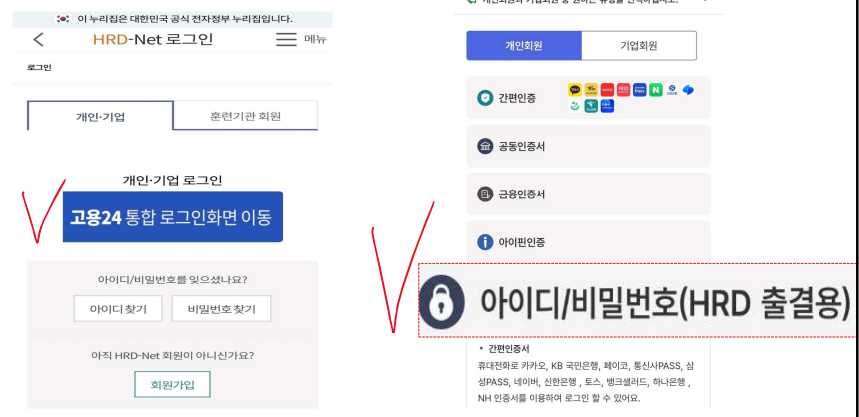 이 누리집은 대한민국 공식 전자정부 누리집입니다.
HRD-Net 로그인
메뉴
로그인
개인·기업
훈련기관 회원
개인·기업 로그인
고용24 통합 로그인화면 이동
아이디/비밀번호를 잊으셨나요?
아이디 찾기
비밀번호 찾기
아직 HRD-Net 회원이 아니신가요?
회원가입
개인회원
기업회원
간편인증
공동인증서
금융인증서
아이핀인증
아이디/비밀번호(HRD 출결용)
• 간편인증서
휴대전화로 카카오, KB 국민은행, 페이코, 통신사PASS, 삼
성PASS, 네이버, 신한은행 , 토스, 뱅크샐러드, 하나은행 ,
NH 인증서를 이용하여 로그인 할 수 있어요.